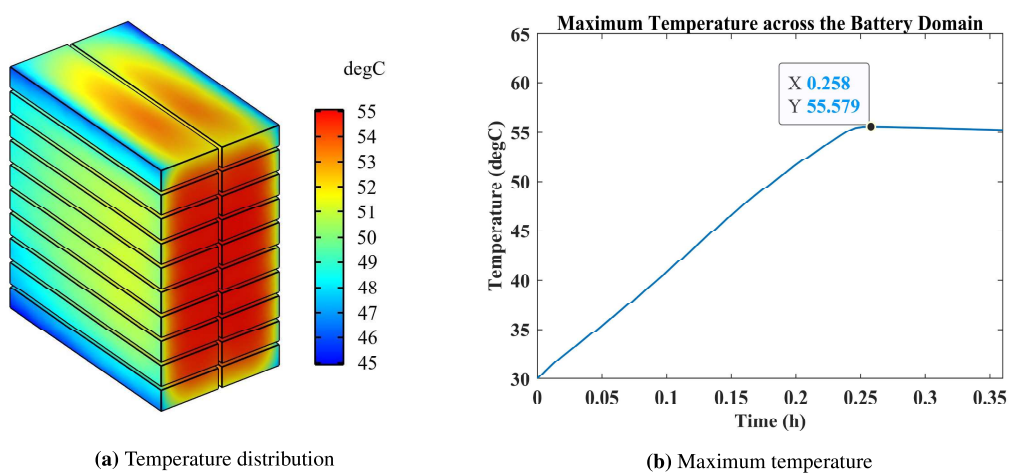 degC
55
54
53
52
51
50
49
48
47
46
45
(a) Temperature distribution
Maximum Temperature across the Battery Domain
65
60
55
50
45
40
35
30
X 0.258
Y 55.579
Temperature (degC)
0 0.05 0.1 0.15 0.2 0.25 0.3 0.35
Time (h)
(b) Maximum temperature